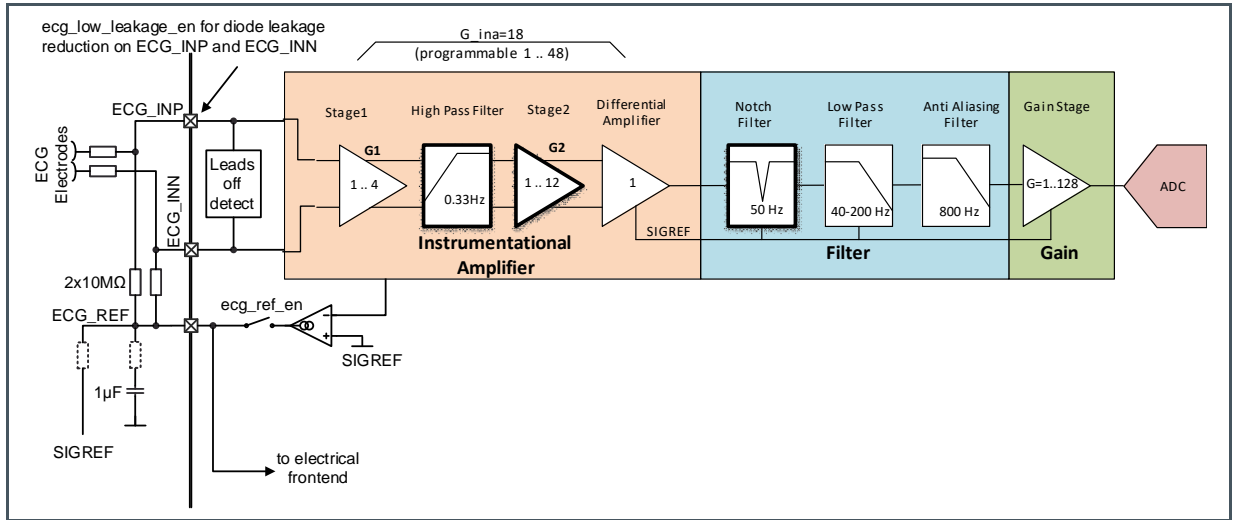 ecg_low_leakage_en for diode leakage
reduction on ECG_INP and ECG_INN
G_ina=18
(programmable 1 .. 48)
ECG_INP
Stage1
High Pass Filter
Stage2
Differential
Amplifier
Notch
Filter
Low Pass
Filter
Anti Aliasing
Filter
Gain Stage
ECG
Electrodes
Leads
off
detect
ECG_INN
G1
1 .. 4
0.33Hz
G2
1 .. 12
1
50 Hz
40-200 Hz
800 Hz
G=1..128
ADC
SIGREF
Instrumentational
Amplifier
Filter
Gain
2x10MΩ
ecg_ref_en
ECG_REF
-
+
SIGREF
1µF
SIGREF
to electrical
frontend